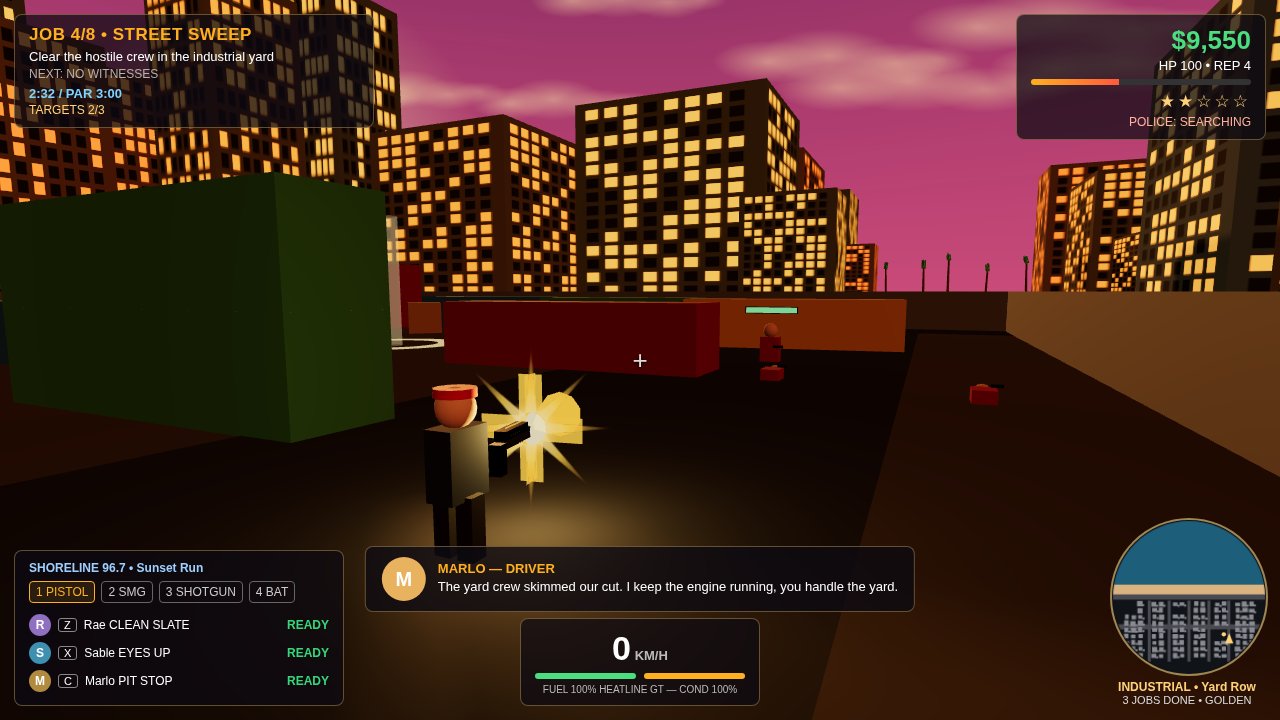 JOB 4/8 • STREET SWEEP
Clear the hostile crew in the industrial yard
NEXT: NO WITNESSES
2:32 / PAR 3:00
TARGETS 2/3
$9,550
HP 100 • REP 4
★★☆☆☆
POLICE: SEARCHING
SHORELINE 96.7 • Sunset Run
1 PISTOL 2 SMG 3 SHOTGUN 4 BAT
R Z Rae CLEAN SLATE READY
S X Sable EYES UP READY
M C Marlo PIT STOP READY
M
MARLO — DRIVER
The yard crew skimmed our cut. I keep the engine running, you handle the yard.
0 KM/H
FUEL 100% HEATLINE GT — COND 100%
INDUSTRIAL • Yard Row
3 JOBS DONE • GOLDEN